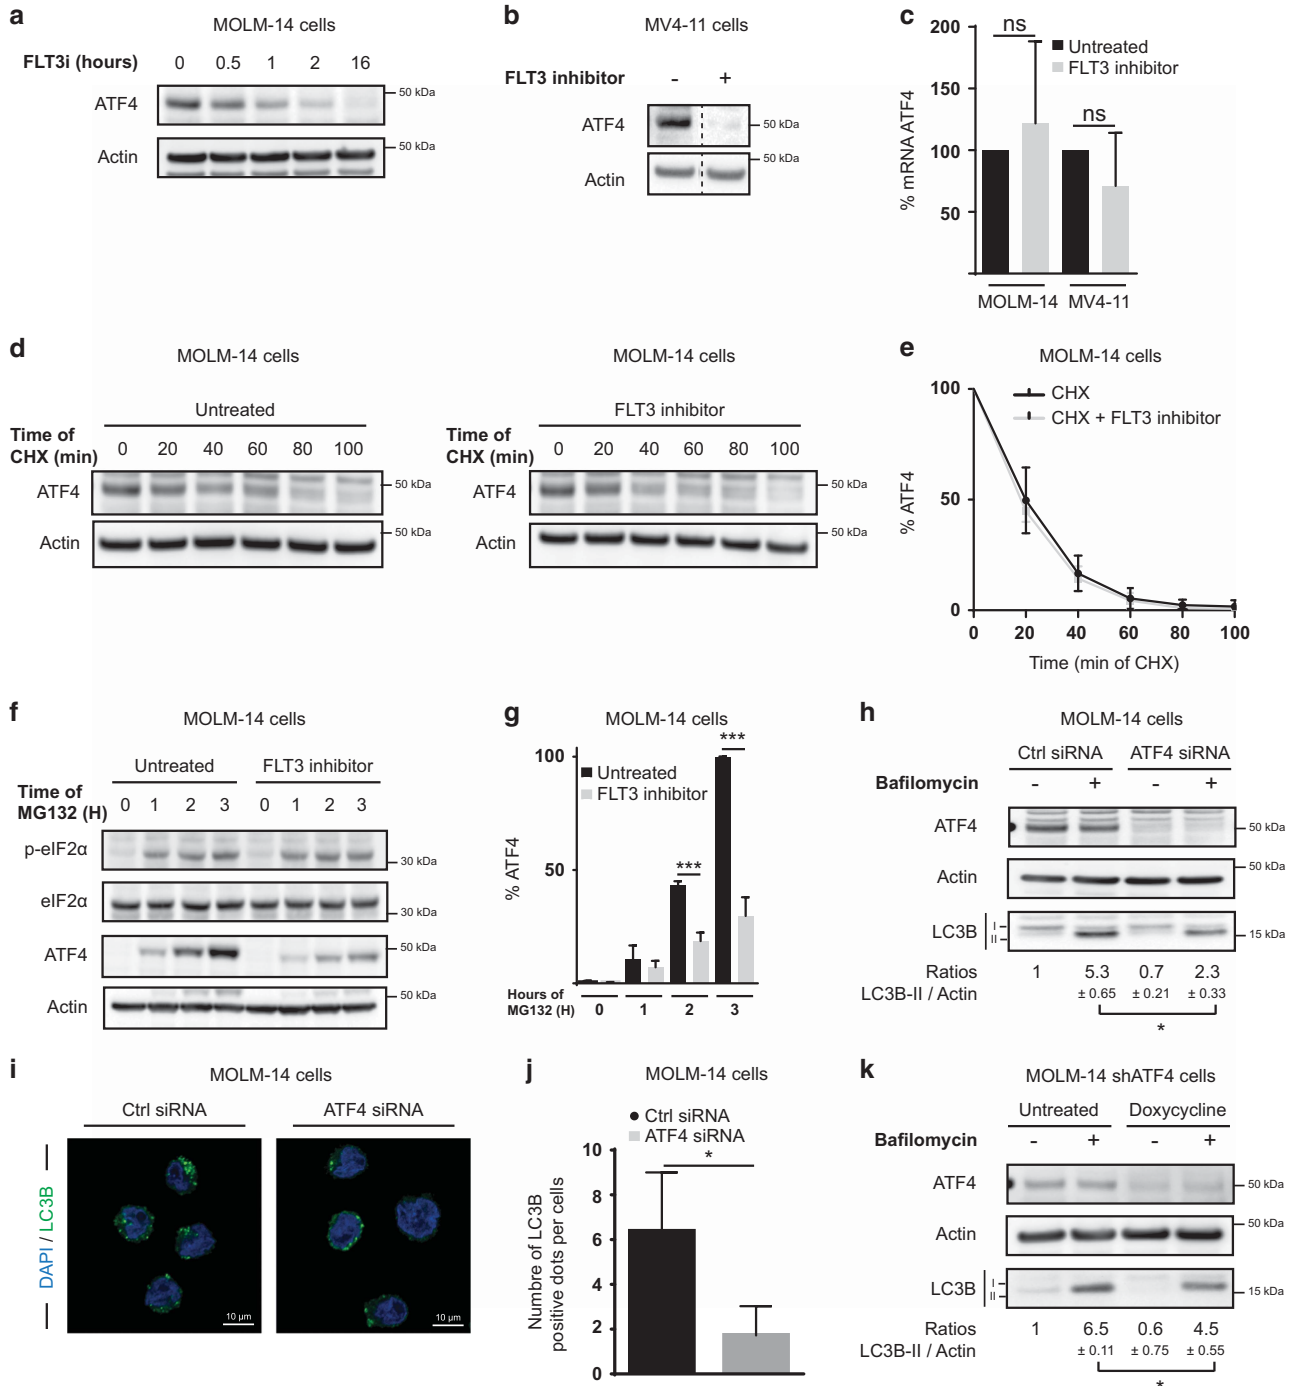 a
MOLM-14 cells
FLT3i (hours) 0 0.5 1 2 16
ATF4
50 kDa
Actin
50 kDa
b
MV4-11 cells
FLT3 inhibitor - +
ATF4
50 kDa
Actin
50 kDa
c
% mRNA ATF4
200
150
100
50
ns
ns
Untreated
FLT3 inhibitor
MOLM-14 MV4-11
d
MOLM-14 cells
Untreated
Time of
CHX (min) 0 20 40 60 80 100
ATF4
50 kDa
Actin
50 kDa
MOLM-14 cells
FLT3 inhibitor
Time of
CHX (min) 0 20 40 60 80 100
ATF4
50 kDa
Actin
50 kDa
e
MOLM-14 cells
% ATF4
100
50
0
CHX
CHX + FLT3 inhibitor
0 20 40 60 80 100
Time (min of CHX)
f
MOLM-14 cells
Untreated FLT3 inhibitor
Time of
MG132 (H) 0 1 2 3 0 1 2 3
p-eIF2α
30 kDa
eIF2α
30 kDa
ATF4
50 kDa
Actin
50 kDa
g
MOLM-14 cells
% ATF4
100
50
***
***
Untreated
FLT3 inhibitor
Hours of
MG132 (H) 0 1 2 3
h
MOLM-14 cells
Ctrl siRNA ATF4 siRNA
Bafilomycin - + - +
ATF4
50 kDa
Actin
50 kDa
LC3B I
II
15 kDa
Ratios 1 5.3 0.7 2.3
LC3B-II / Actin ± 0.65 ± 0.21 ± 0.33
*
i
MOLM-14 cells
Ctrl siRNA ATF4 siRNA
DAPI / LC3B
10 µm
10 µm
j
MOLM-14 cells
Ctrl siRNA
ATF4 siRNA
Numbre of LC3B
positive dots per cells
10
8
6
4
2
0
*
k
MOLM-14 shATF4 cells
Untreated Doxycycline
Bafilomycin - + - +
ATF4
50 kDa
Actin
50 kDa
LC3B I
II
15 kDa
Ratios 1 6.5 0.6 4.5
LC3B-II / Actin ± 0.11 ± 0.75 ± 0.55
*